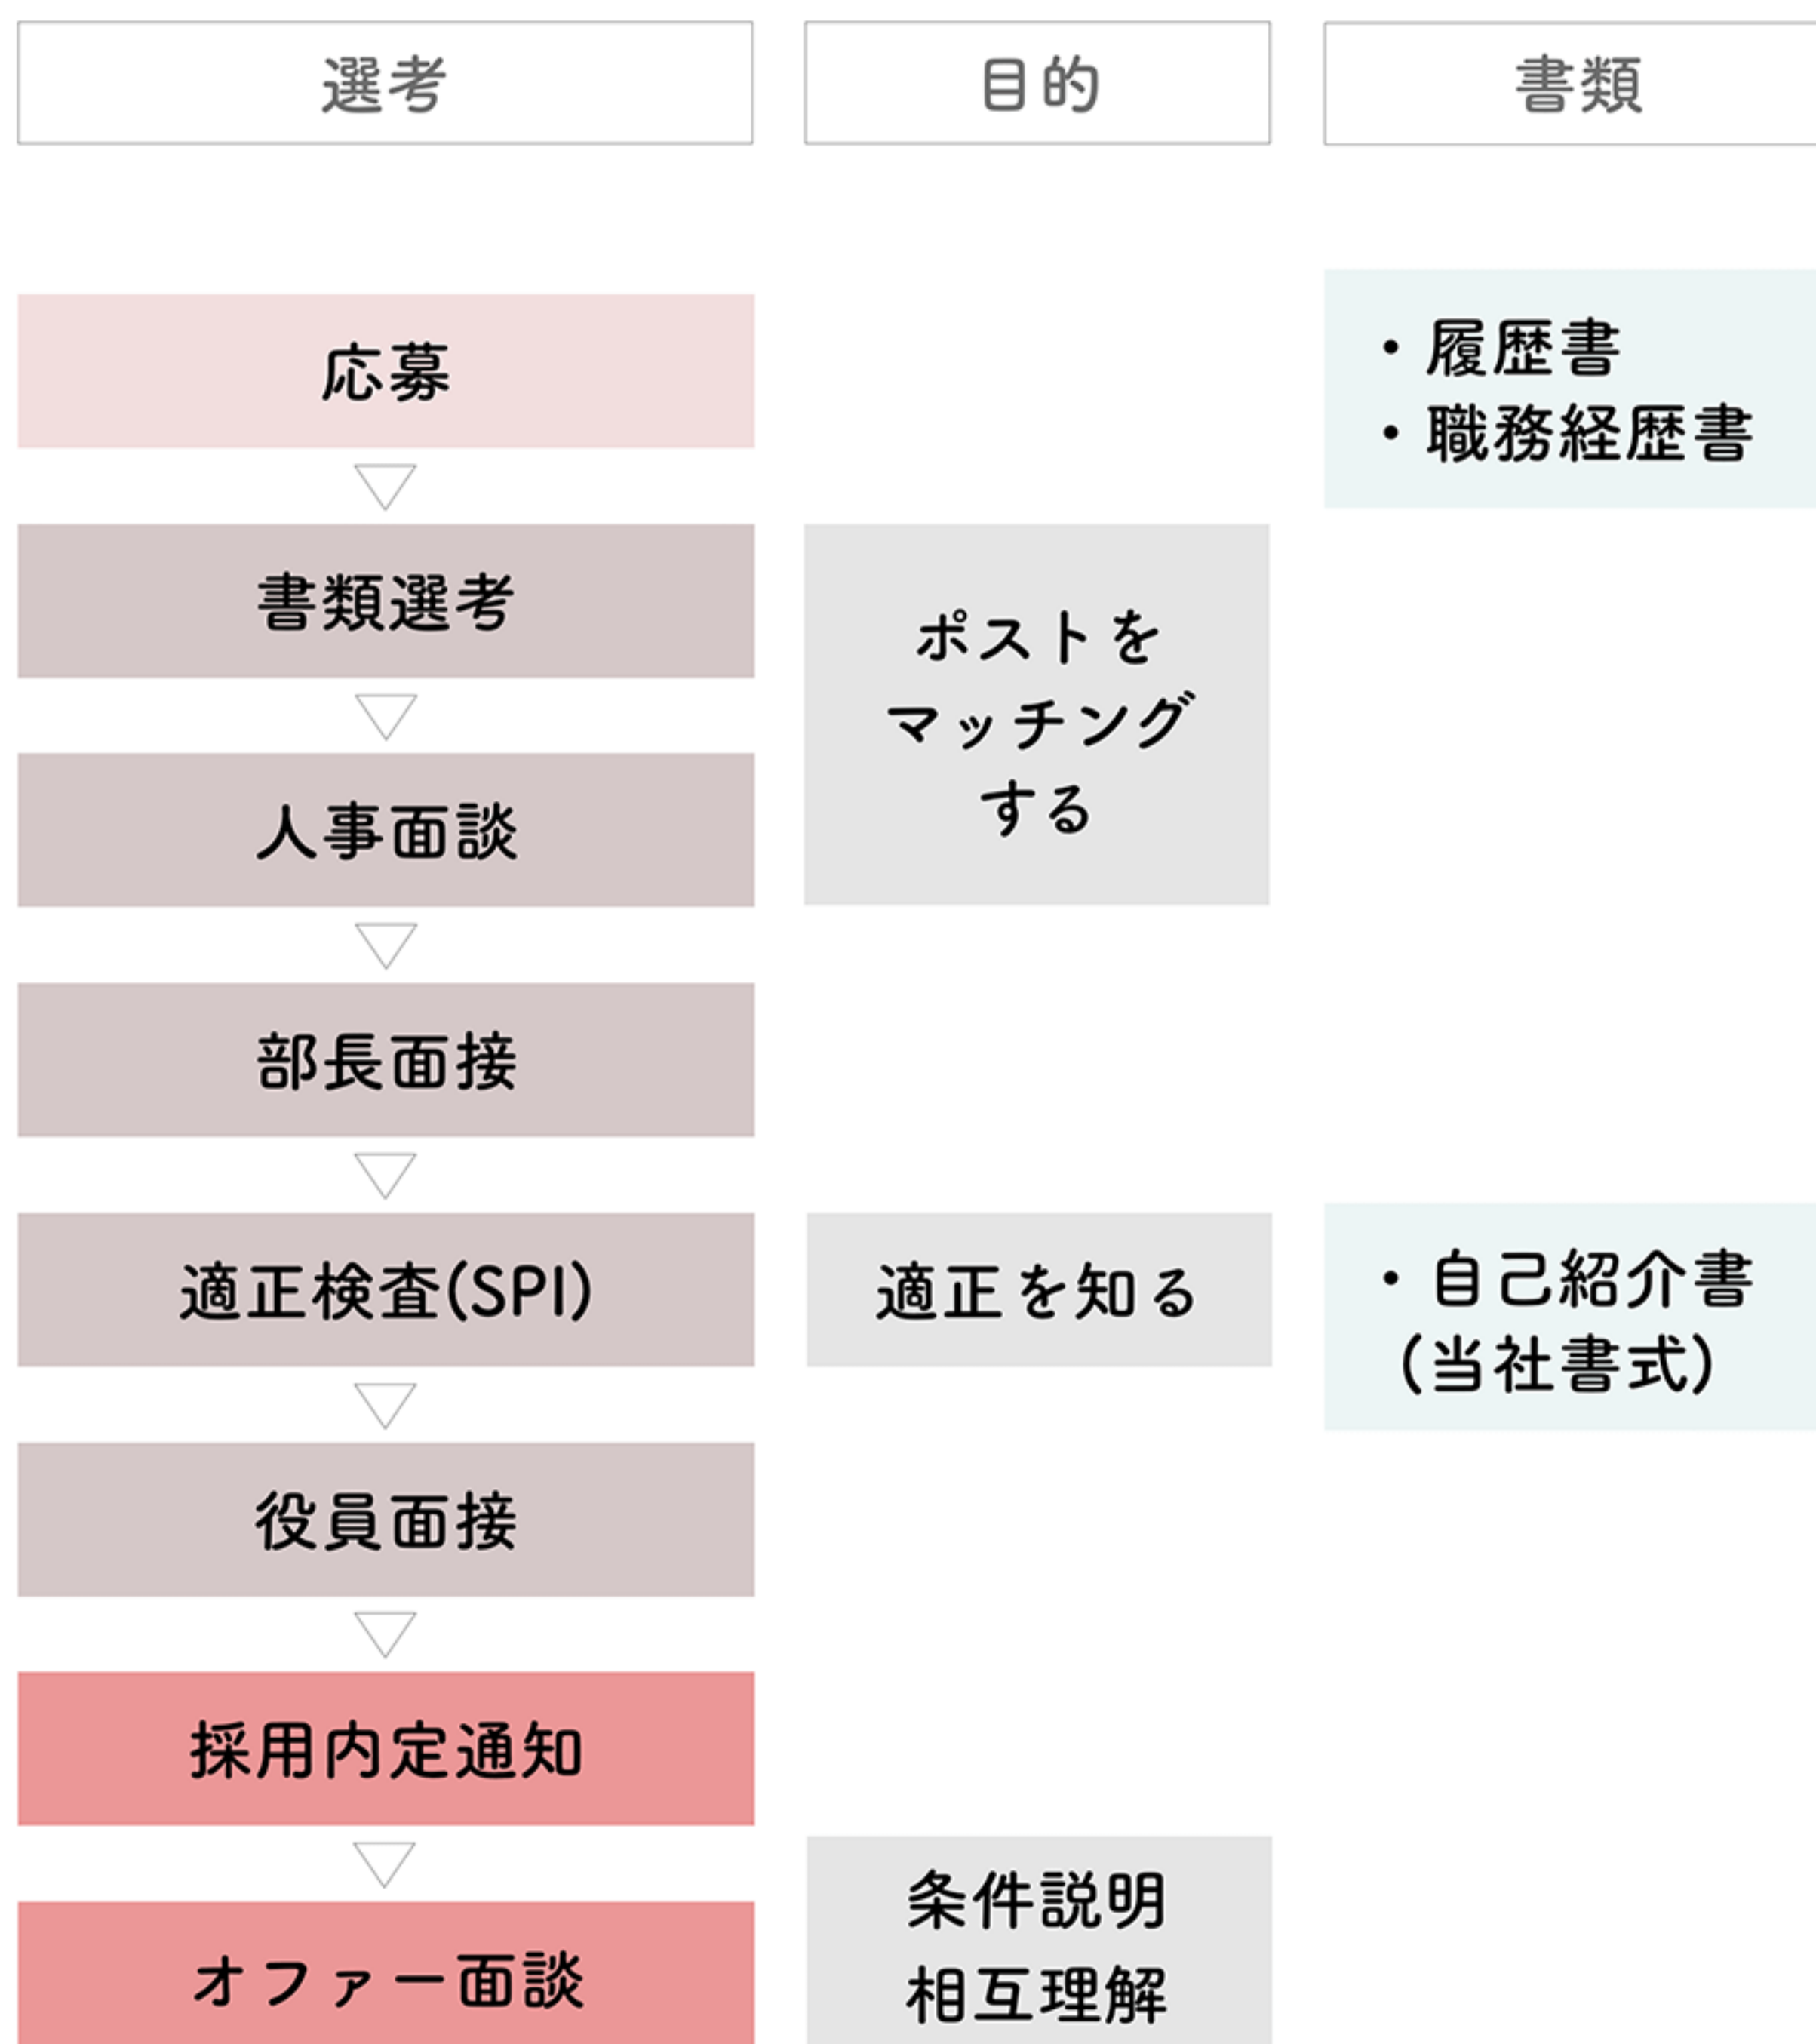 選考
目的
書類
応募
・履歴書
・職務経歴書
書類選考
ポストを
マッチング
する
人事面談
部長面接
適正検査(SPI)
適正を知る
・自己紹介書
(当社書式)
役員面接
採用内定通知
オファー面談
条件説明
相互理解